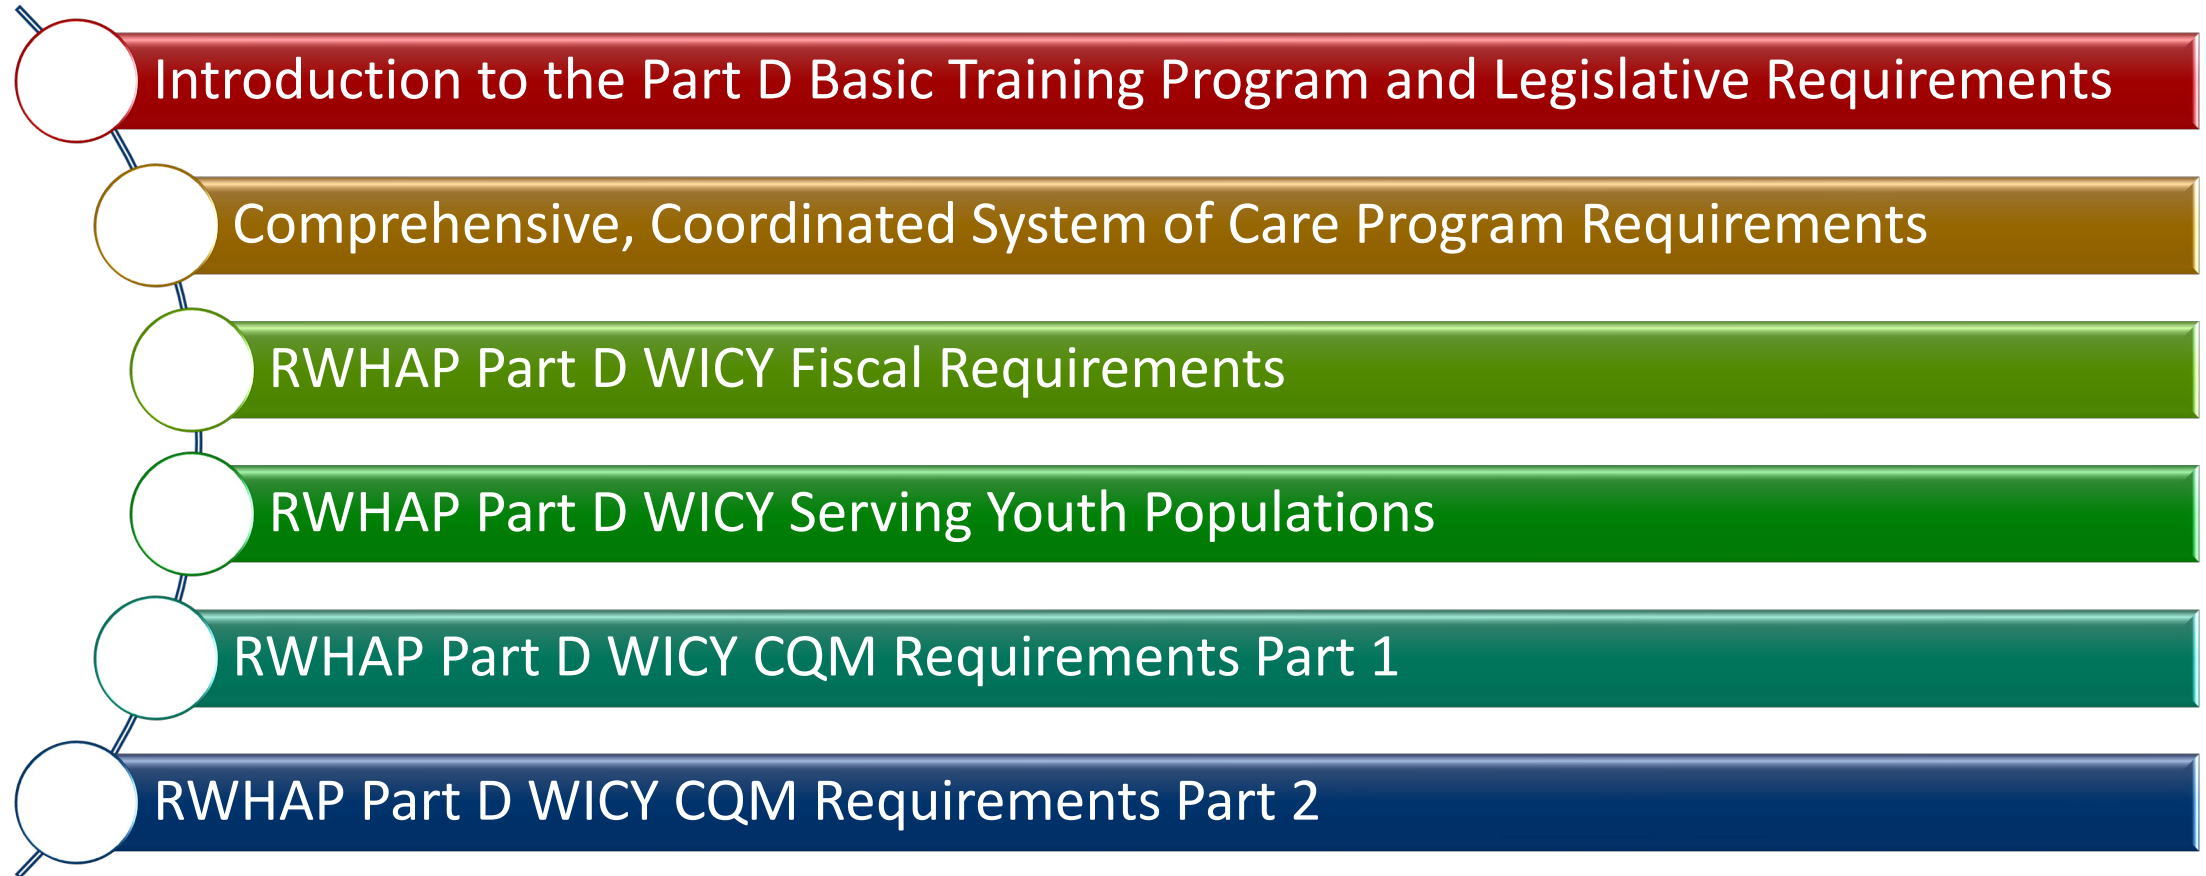 Introduction to the Part D Basic Training Program and Legislative Requirements
Comprehensive, Coordinated System of Care Program Requirements
RWHAP Part D WICY Fiscal Requirements
RWHAP Part D WICY Serving Youth Populations
RWHAP Part D WICY CQM Requirements Part 1
RWHAP Part D WICY CQM Requirements Part 2